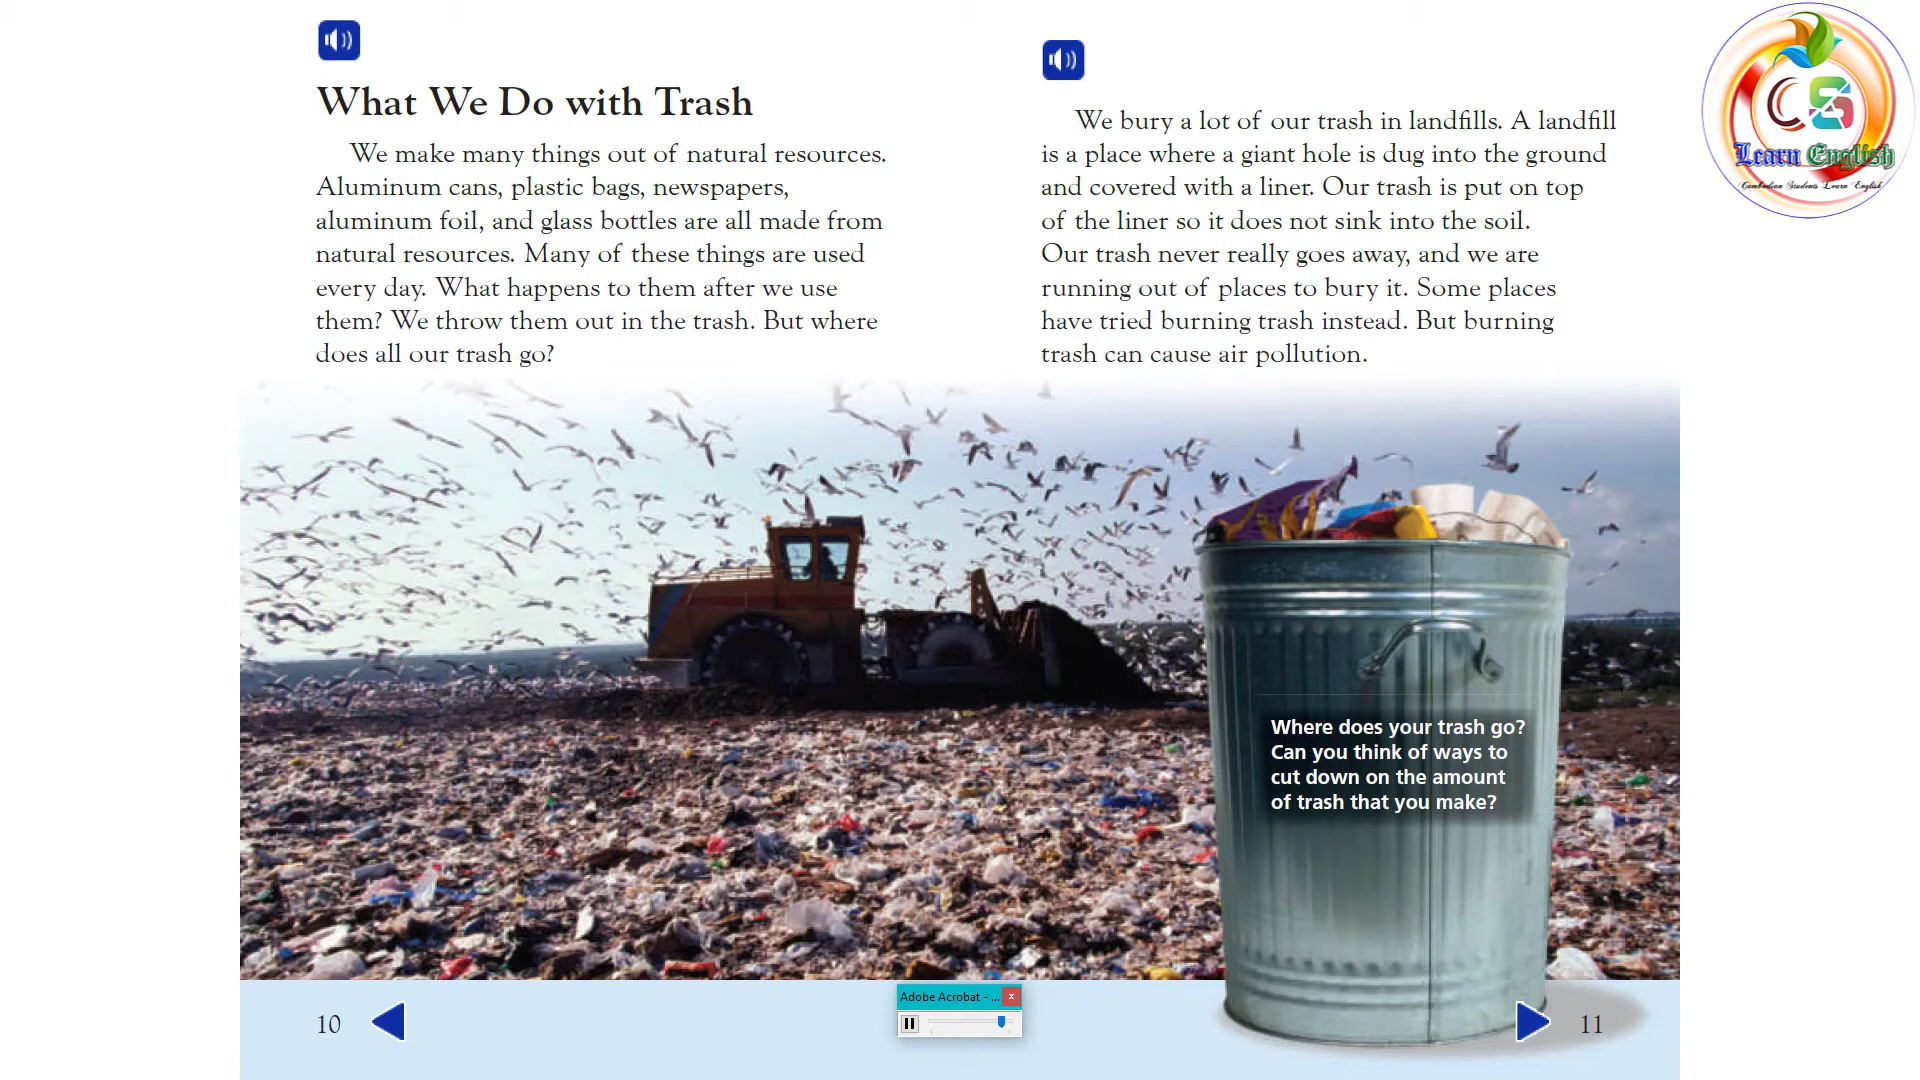 What We Do with Trash
We make many things out of natural resources.
Aluminum cans, plastic bags, newspapers,
aluminum foil, and glass bottles are all made from
natural resources. Many of these things are used
every day. What happens to them after we use
them? We throw them out in the trash. But where
does all our trash go?
We bury a lot of our trash in landfills. A landfill
is a place where a giant hole is dug into the ground
and covered with a liner. Our trash is put on top
of the liner so it does not sink into the soil.
Our trash never really goes away, and we are
running out of places to bury it. Some places
have tried burning trash instead. But burning
trash can cause air pollution.
Where does your trash go?
Can you think of ways to
cut down on the amount
of trash that you make?
10
11
Adobe Acrobat - ...
x
CS
Learn English
Cambodian Students Learn English